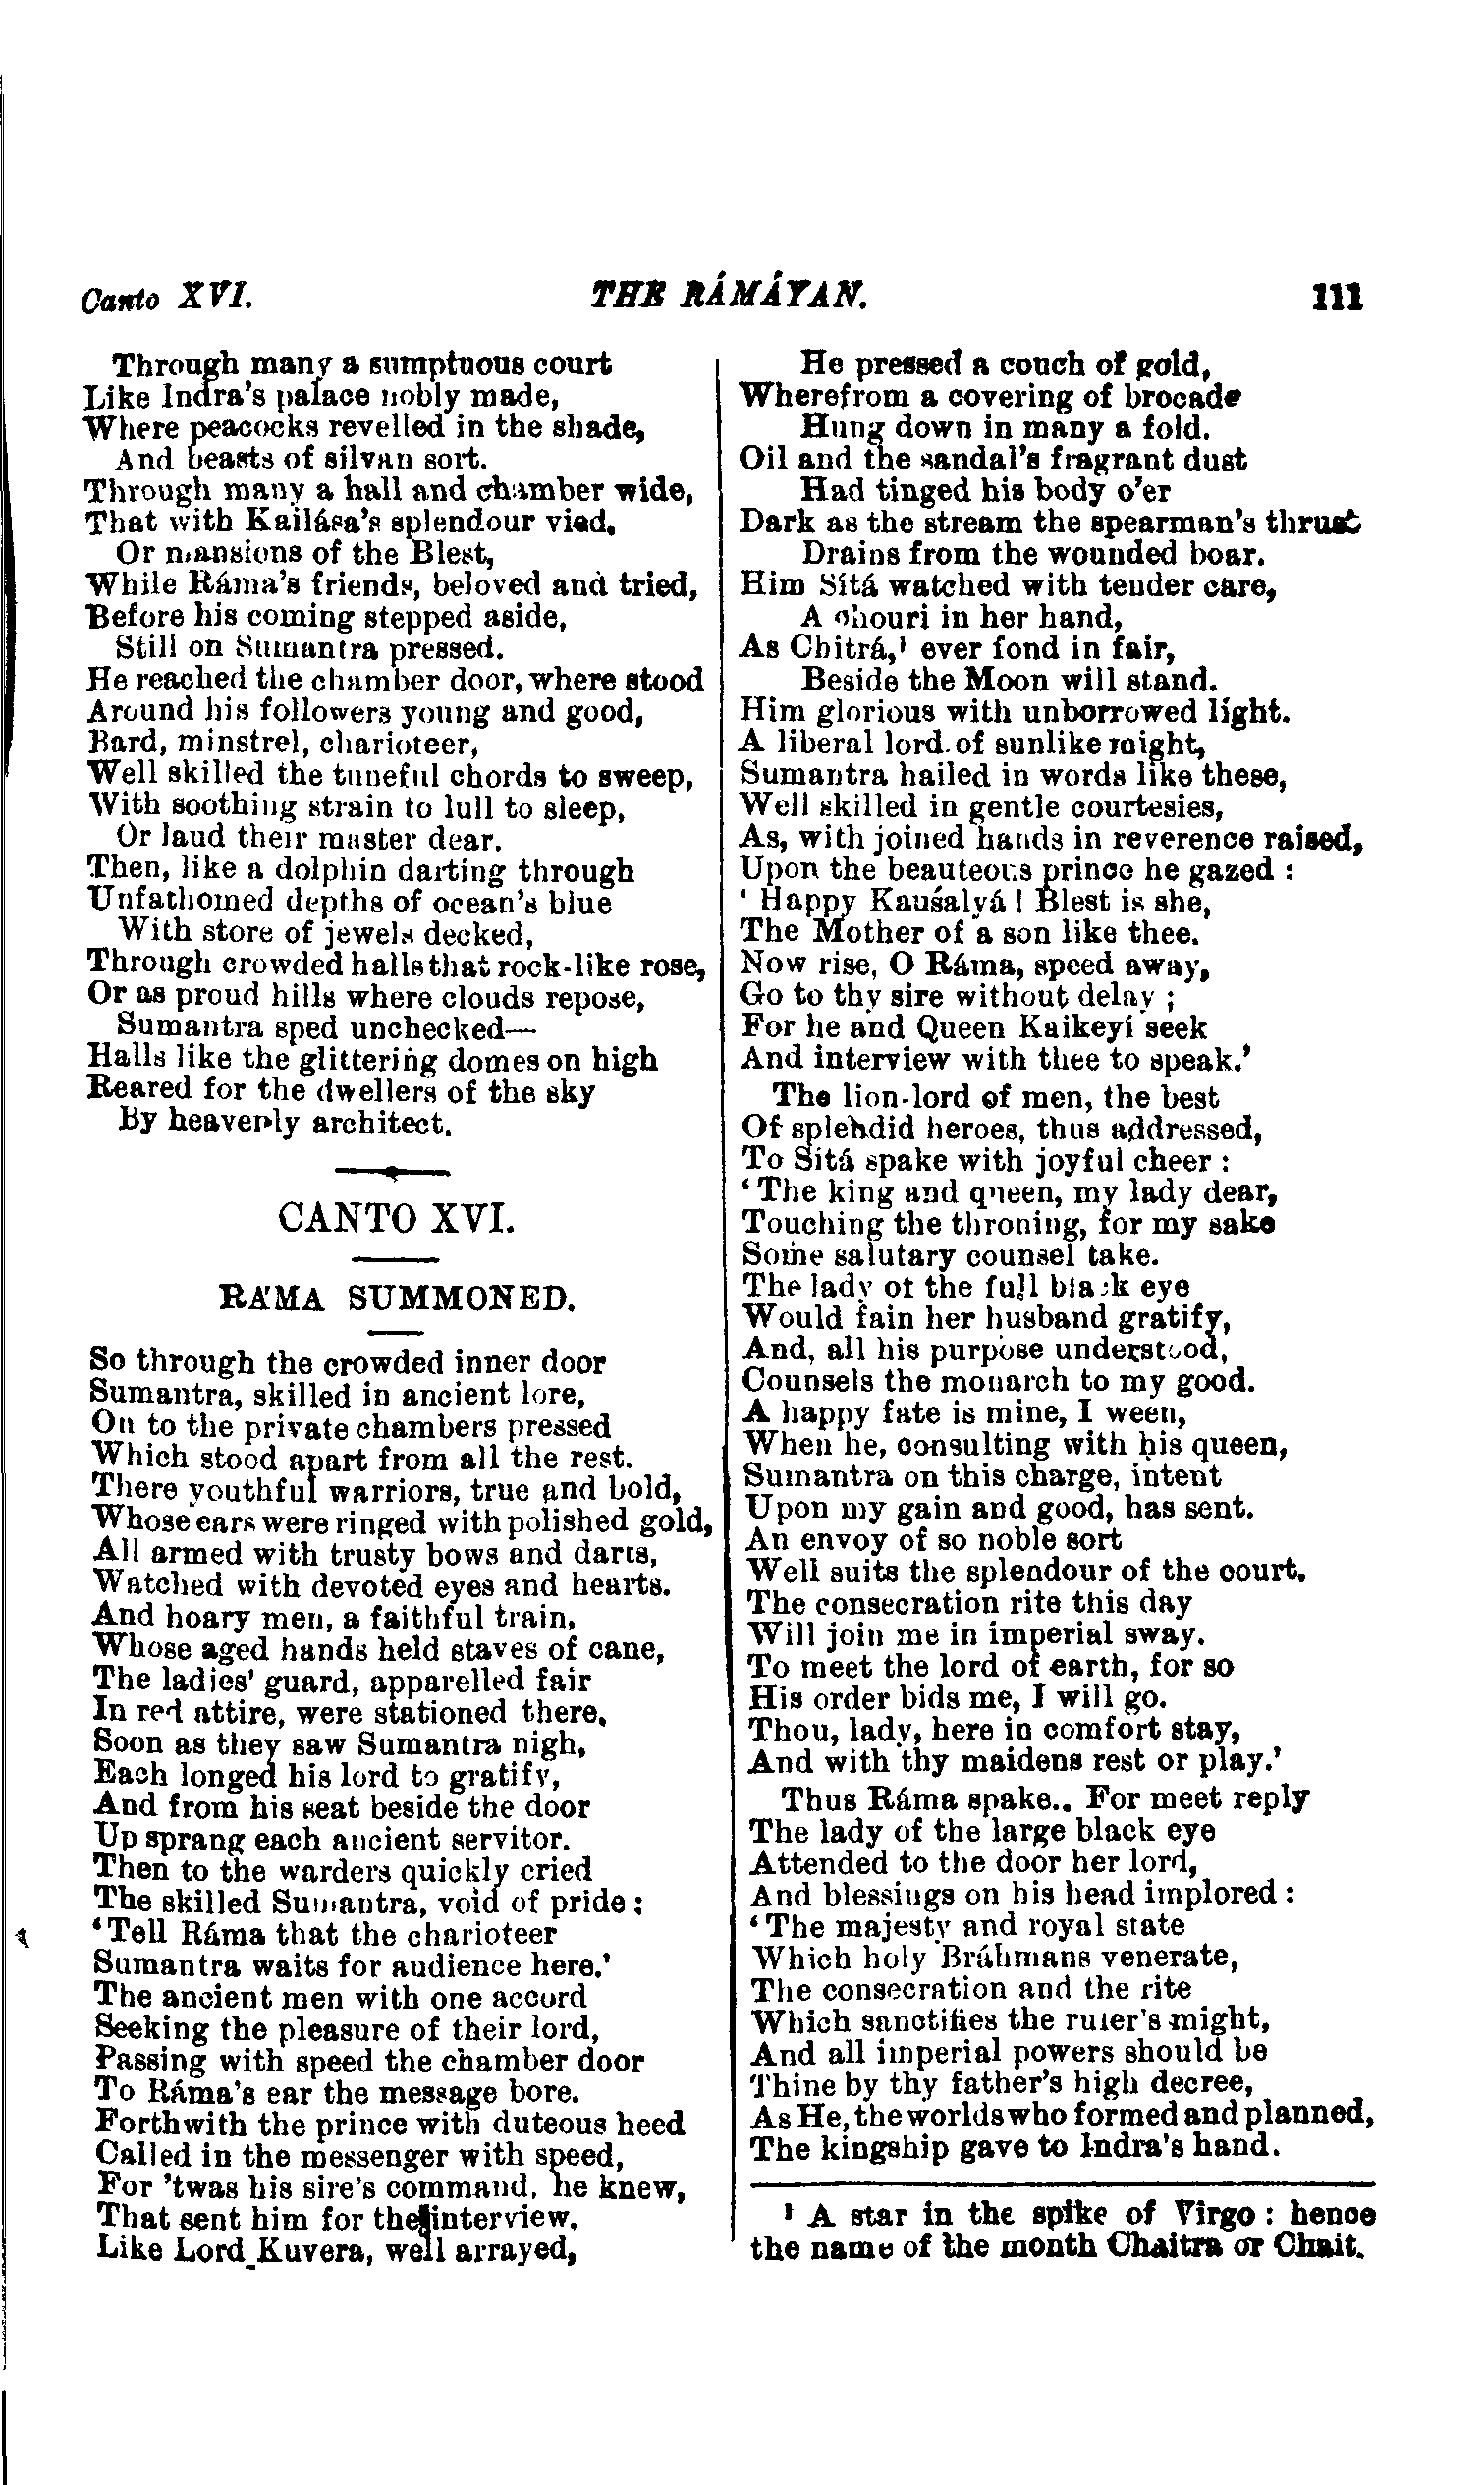 Canto XVI. THE RÁMÁYAN. 111
Through many a sumptuous court
Like Indra's palace nobly made,
Where peacocks revelled in the shade,
And beasts of silvan sort.
Through many a hall and chamber wide,
That with Kailása's splendour vied,
Or mansions of the Blest,
While Ráma's friends, beloved and tried,
Before his coming stepped aside,
Still on Sumantra pressed.
He reached the chamber door, where stood
Around his followers young and good,
Bard, minstrel, charioteer,
Well skilled the tuneful chords to sweep,
With soothing strain to lull to sleep,
Or laud their master dear.
Then, like a dolphin darting through
Unfathomed depths of ocean's blue
With store of jewels decked,
Through crowded halls that rock-like rose,
Or as proud hills where clouds repose,
Sumantra sped unchecked—
Halls like the glittering domes on high
Reared for the dwellers of the sky
By heavenly architect.
CANTO XVI.
RÁMA SUMMONED.
So through the crowded inner door
Sumantra, skilled in ancient lore,
On to the private chambers pressed
Which stood apart from all the rest.
There youthful warriors, true and bold,
Whose ears were ringed with polished gold,
All armed with trusty bows and darts,
Watched with devoted eyes and hearts.
And hoary men, a faithful train,
Whose aged hands held staves of cane,
The ladies' guard, apparelled fair
In red attire, were stationed there.
Soon as they saw Sumantra nigh,
Each longed his lord to gratify,
And from his seat beside the door
Up sprang each ancient servitor.
Then to the warders quickly cried
The skilled Sumantra, void of pride:
'Tell Ráma that the charioteer
Sumantra waits for audience here.'
The ancient men with one accord
Seeking the pleasure of their lord,
Passing with speed the chamber door
To Ráma's ear the message bore.
Forthwith the prince with duteous heed
Called in the messenger with speed,
For 'twas his sire's command, he knew,
That sent him for the interview.
Like Lord Kuvera, well arrayed,
He pressed a couch of gold,
Wherefrom a covering of brocade
Hung down in many a fold.
Oil and the sandal's fragrant dust
Had tinged his body o'er
Dark as the stream the spearman's thrust
Drains from the wounded boar.
Him Sítá watched with tender care,
A chouri in her hand,
As Chitrá,¹ ever fond in fair,
Beside the Moon will stand.
Him glorious with unborrowed light.
A liberal lord. of sunlike might,
Sumantra hailed in words like these,
Well skilled in gentle courtesies,
As, with joined hands in reverence raised,
Upon the beauteous prince he gazed :
' Happy Kauśalyá ! Blest is she,
The Mother of a son like thee.
Now rise, O Ráma, speed away,
Go to thy sire without delay ;
For he and Queen Kaikeyí seek
And interview with thee to speak.'
The lion-lord of men, the best
Of splendid heroes, thus addressed,
To Sítá spake with joyful cheer :
'The king and queen, my lady dear,
Touching the throning, for my sake
Some salutary counsel take.
The lady of the full black eye
Would fain her husband gratify,
And, all his purpose understood,
Counsels the monarch to my good.
A happy fate is mine, I ween,
When he, consulting with his queen,
Sumantra on this charge, intent
Upon my gain and good, has sent.
An envoy of so noble sort
Well suits the splendour of the court.
The consecration rite this day
Will join me in imperial sway.
To meet the lord of earth, for so
His order bids me, I will go.
Thou, lady, here in comfort stay,
And with thy maidens rest or play.'
Thus Ráma spake.. For meet reply
The lady of the large black eye
Attended to the door her lord,
And blessings on his head implored :
'The majesty and royal state
Which holy Bráhmans venerate,
The consecration and the rite
Which sanctifies the ruler's might,
And all imperial powers should be
Thine by thy father's high decree,
As He, the worlds who formed and planned,
The kingship gave to Indra's hand.
¹ A star in the spike of Virgo : hence
the name of the month Chaitra or Chait.